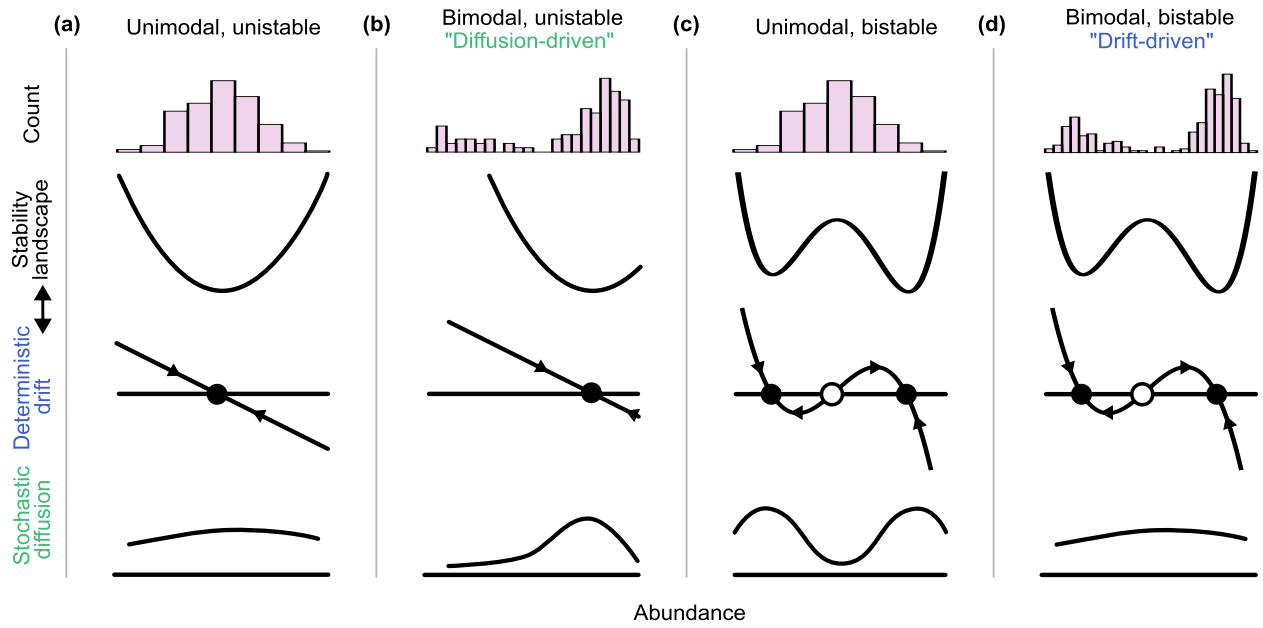 (a)
Unimodal, unistable
(b)
Bimodal, unistable
"Diffusion-driven"
(c)
Unimodal, bistable
(d)
Bimodal, bistable
"Drift-driven"
Count
Stability
landscape
Deterministic
drift
Stochastic
diffusion
Abundance